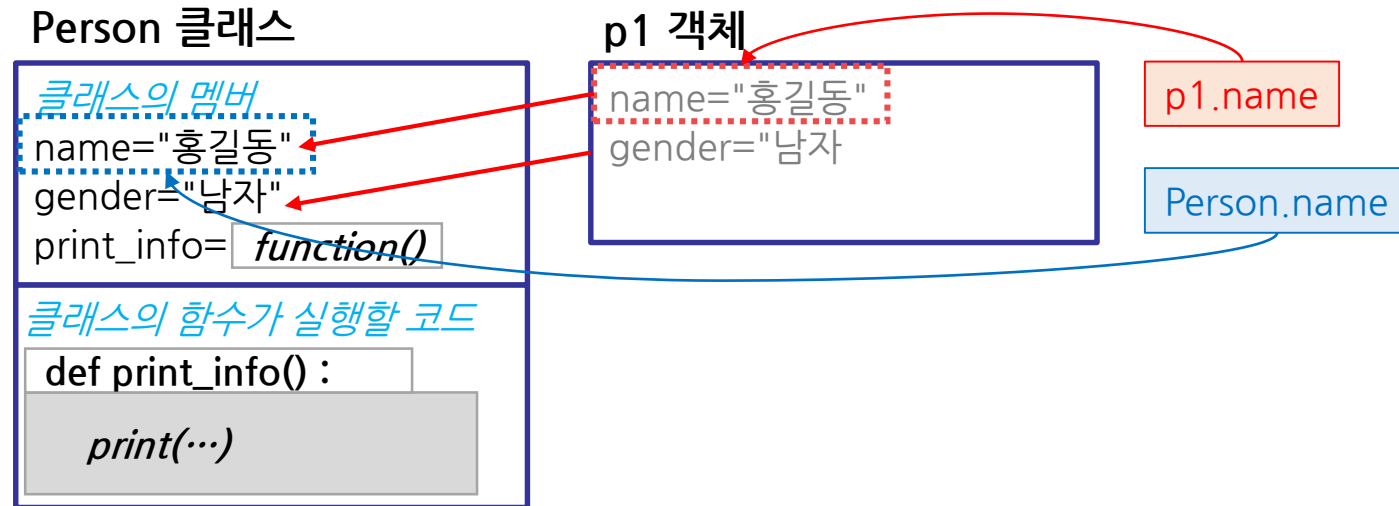 Person 클래스
클래스의 멤버
name="홍길동"
gender="남자"
print_info= function()
클래스의 함수가 실행할 코드
def print_info() :
print(…)
p1 객체
name="홍길동"
gender="남자
p1.name
Person.name